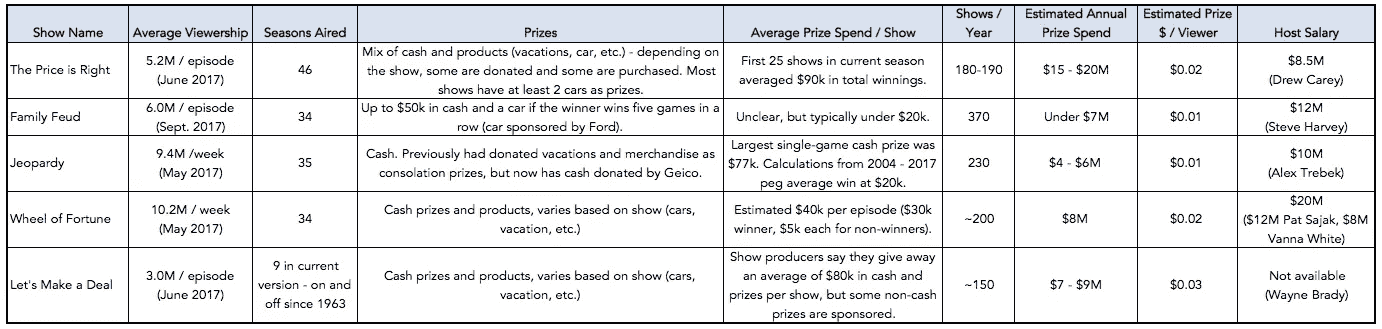 Show Name
Average Viewership
Seasons Aired
Prizes
Average Prize Spend / Show
Shows /
Year
Estimated Annual
Prize Spend
Estimated Prize
$ / Viewer
Host Salary
The Price is Right
5.2M / episode
(June 2017)
46
Mix of cash and products (vacations, car, etc.) - depending on
the show, some are donated and some are purchased. Most
shows have at least 2 cars as prizes.
First 25 shows in current season
averaged $90k in total winnings.
180-190
$15 - $20M
$0.02
$8.5M
(Drew Carey)
Family Feud
6.0M / episode
(Sept. 2017)
34
Up to $50k in cash and a car if the winner wins five games in a
row (car sponsored by Ford).
Unclear, but typically under $20k.
370
Under $7M
$0.01
$12M
(Steve Harvey)
Jeopardy
9.4M /week
(May 2017)
35
Cash. Previously had donated vacations and merchandise as
consolation prizes, but now has cash donated by Geico.
Largest single-game cash prize was
$77k. Calculations from 2004 - 2017
peg average win at $20k.
230
$4 - $6M
$0.01
$10M
(Alex Trebek)
Wheel of Fortune
10.2M / week
(May 2017)
34
Cash prizes and products, varies based on show (cars,
vacation, etc.)
Estimated $40k per episode ($30k
winner, $5k each for non-winners).
~200
$8M
$0.02
$20M
($12M Pat Sajak, $8M
Vanna White)
Let's Make a Deal
3.0M / episode
(June 2017)
9 in current
version - on and
off since 1963
Cash prizes and products, varies based on show (cars,
vacation, etc.)
Show producers say they give away
an average of $80k in cash and
prizes per show, but some non-cash
prizes are sponsored.
~150
$7 - $9M
$0.03
Not available
(Wayne Brady)